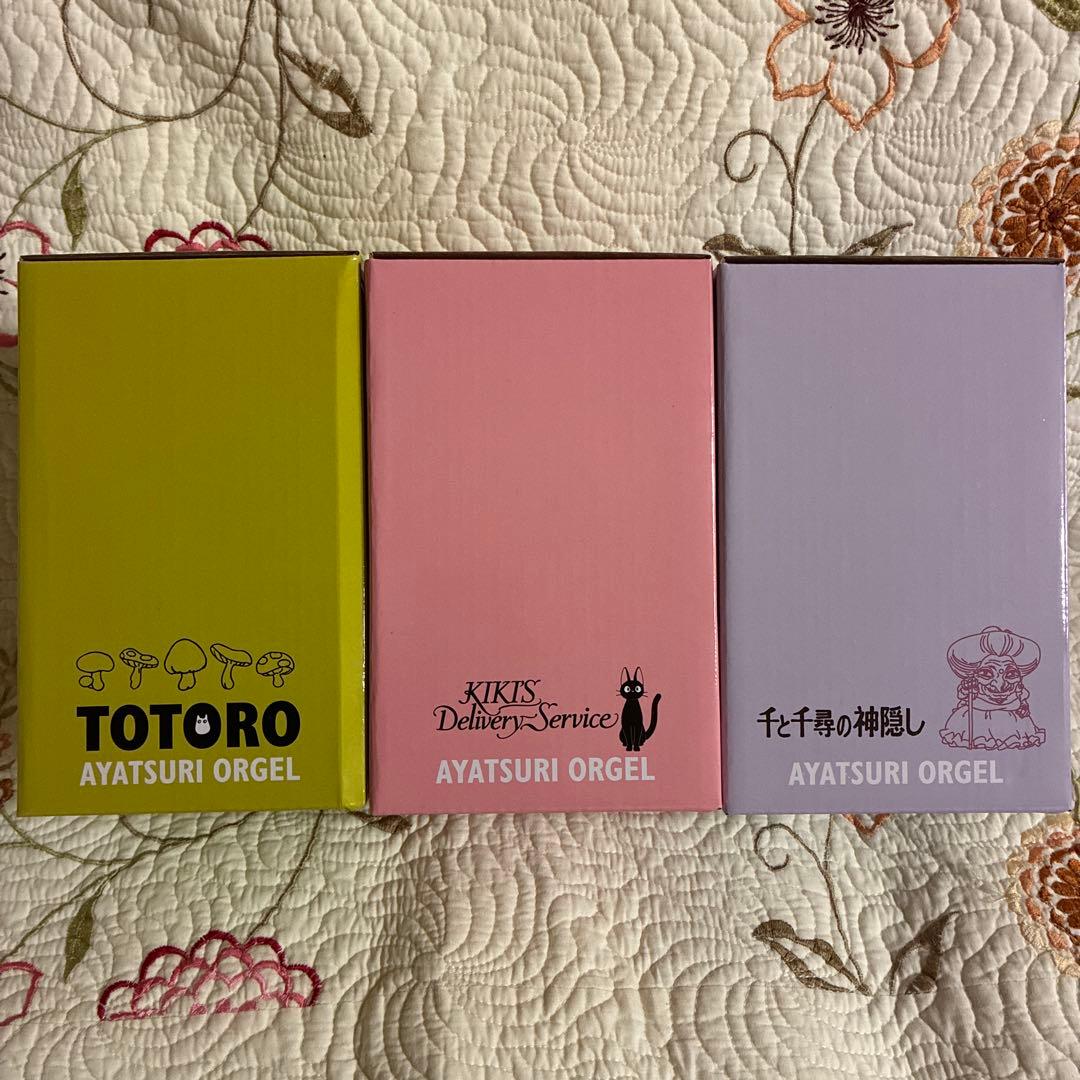 TOTORO
AYATSURI ORGEL
KIKI'S
Delivery Service
AYATSURI ORGEL
千と千尋の神隠し
AYATSURI ORGEL